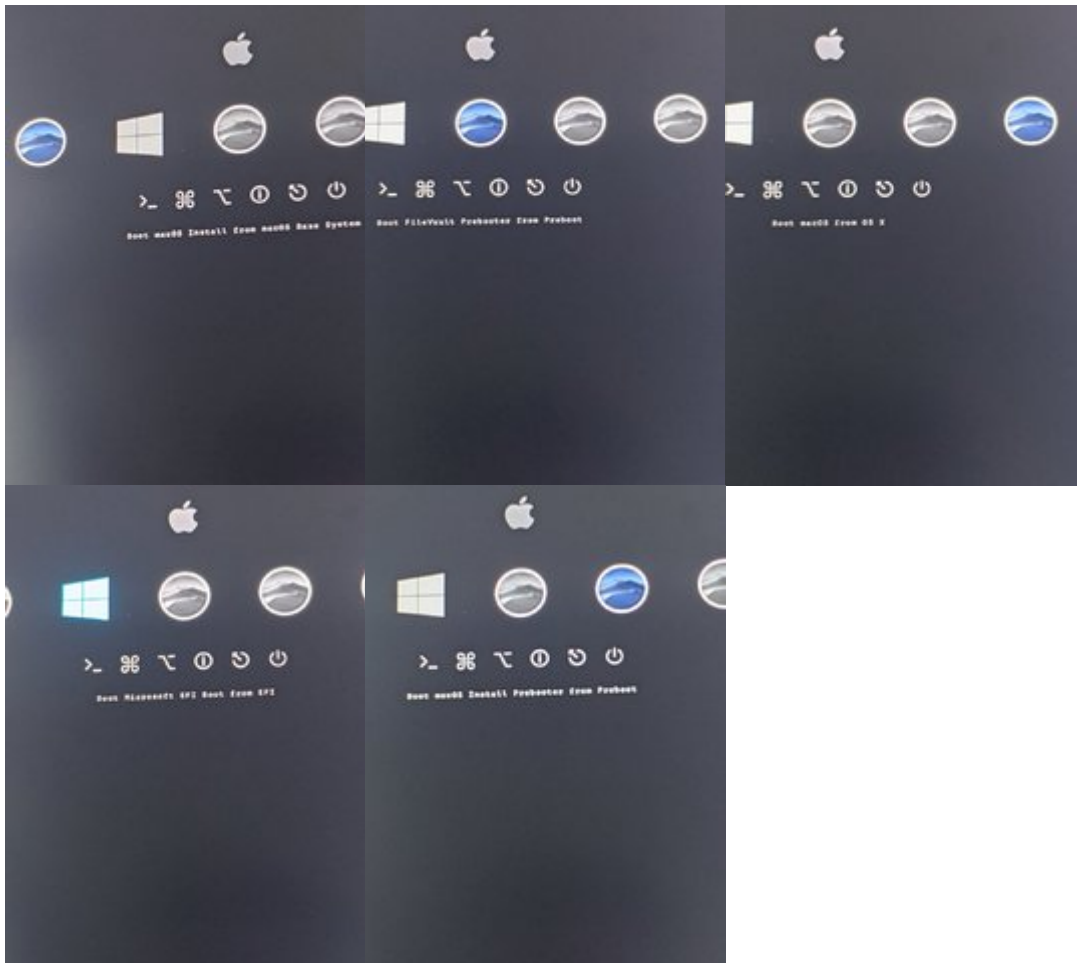 Boot macOS Install from macOS Base System
Boot FileVault Prebooter from Preboot
Boot macOS from OS X
Boot Microsoft EFI Boot from EFI
Boot macOS Install Prebooter from Preboot